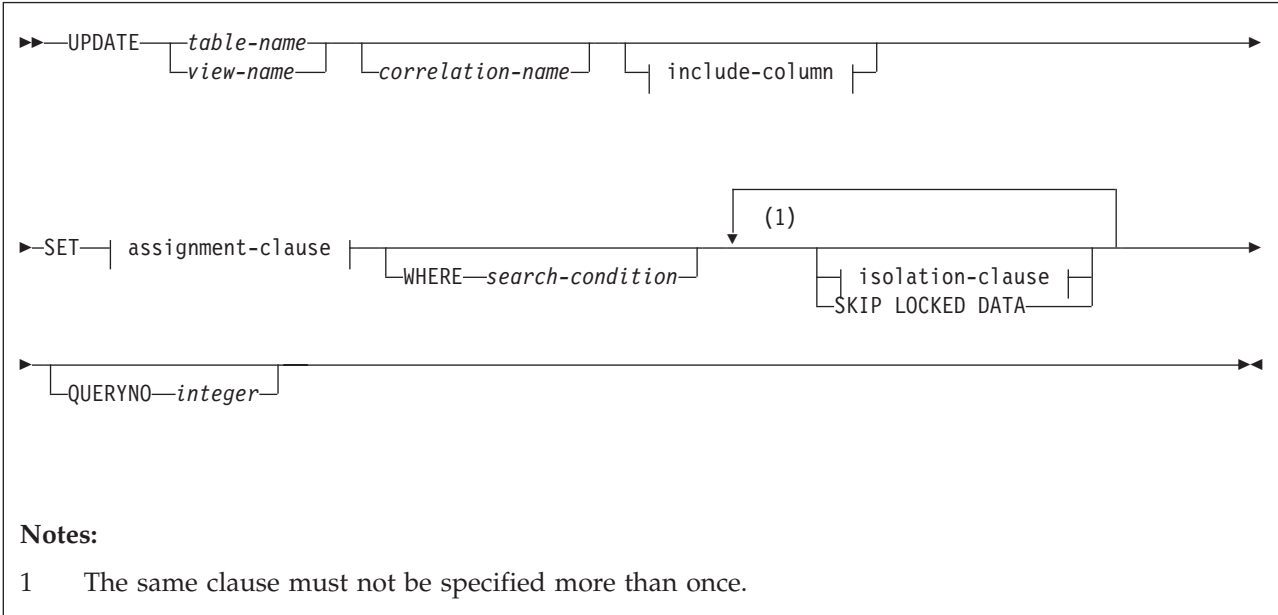 UPDATE table-name correlation-name include-column
view-name
(1)
SET assignment-clause WHERE search-condition isolation-clause
SKIP LOCKED DATA
QUERYNO integer
Notes:
1 The same clause must not be specified more than once.